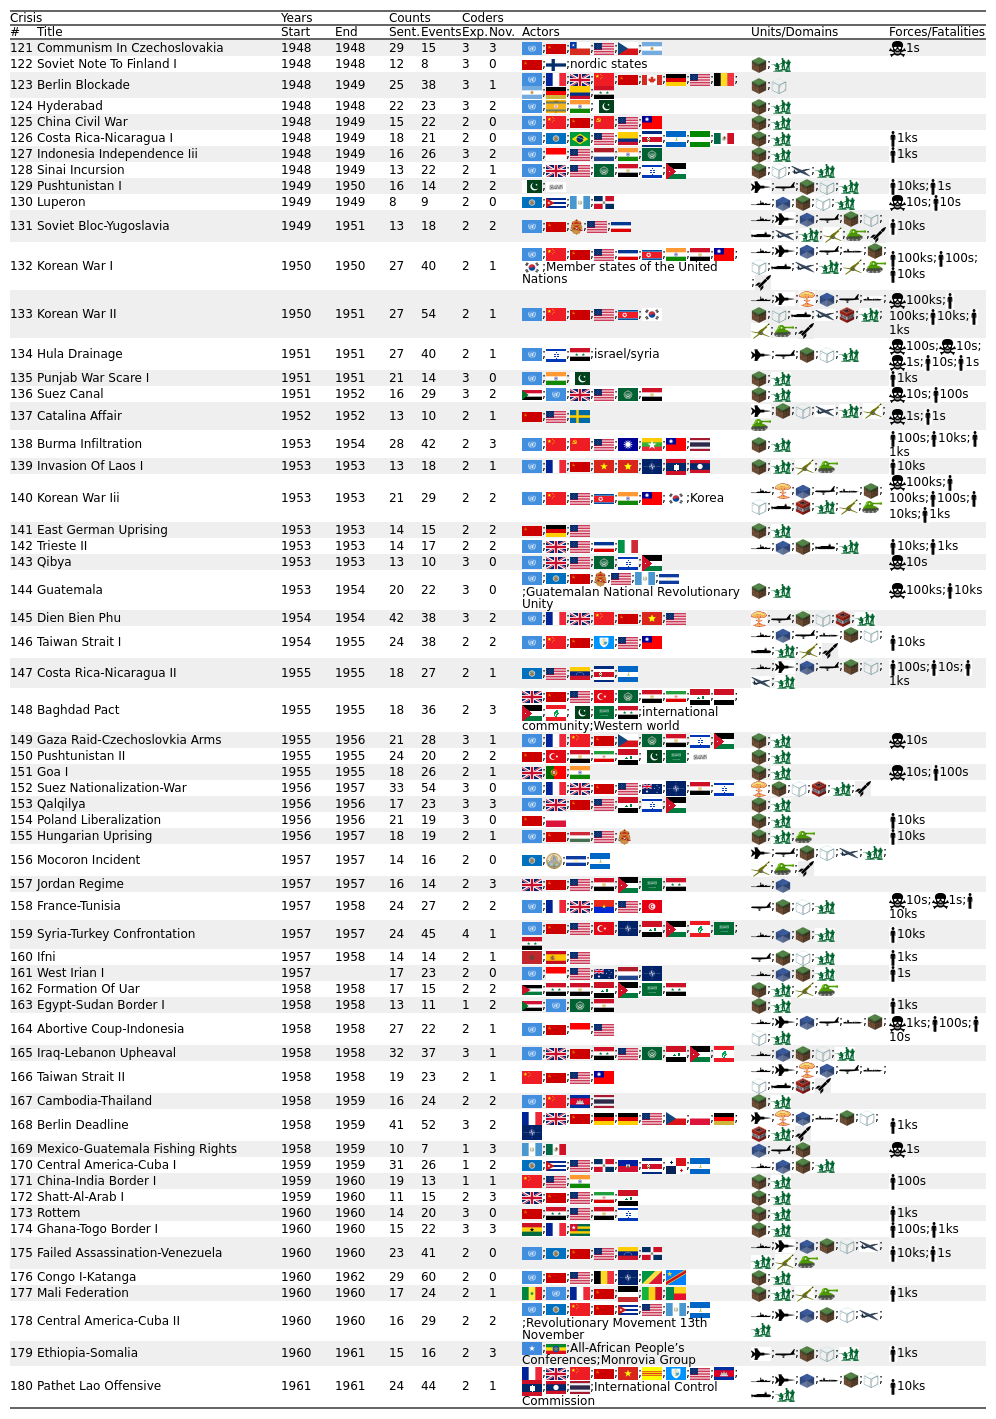 Crisis Years Counts Coders
# Title Start End Sent. Events Exp. Nov. Actors Units/Domains Forces/Fatalities
121 Communism In Czechoslovakia 1948 1948 29 15 3 3 ; ; ; ; ; 1s
122 Soviet Note To Finland I 1948 1948 12 8 3 0 ; ;nordic states ;
123 Berlin Blockade 1948 1949 25 38 3 1 ; ; ; ; ; ; ; ; ; ; ; ; ;
124 Hyderabad 1948 1948 22 23 3 2 ; ; ; ;
125 China Civil War 1948 1949 15 22 2 0 ; ; ; ; ; ;
126 Costa Rica-Nicaragua I 1948 1949 18 21 2 0 ; ; ; ; ; ; ; ; ; 1ks
127 Indonesia Independence Iii 1948 1949 16 26 3 2 ; ; ; ; ; ; 1ks
128 Sinai Incursion 1948 1949 13 22 2 1 ; ; ; ; ; ; ; ; ;
129 Pushtunistan I 1949 1950 16 14 2 2 ; ; ; ; ; 10ks; 1s
130 Luperon 1949 1949 8 9 2 0 ; ; ; ; ; ; ; 10s; 10s
131 Soviet Bloc-Yugoslavia 1949 1951 13 18 2 2 ; ; ; ; ; ; ; ; ; ; ; ; ; 10ks
132 Korean War I 1950 1950 27 40 2 1 ; ; ; ; ; ; ; ; ; ; ; ; ; ; 100ks; 100s;
;Member states of the United ; ; ; ; ; 10ks
Nations ;
133 Korean War II 1950 1951 27 54 2 1 ; ; ; ; ; ; ; ; ; ; 100ks;
; ; ; ; ; 100ks; 10ks;
; ; 1ks
134 Hula Drainage 1951 1951 27 40 2 1 ; ; ;israel/syria ; ; ; ; 100s; 10s;
1s; 10s; 1s
135 Punjab War Scare I 1951 1951 21 14 3 0 ; ; ; 1ks
136 Suez Canal 1951 1952 16 29 3 2 ; ; ; ; ; ; 10s; 100s
137 Catalina Affair 1952 1952 13 10 2 1 ; ; ; ; ; ; ; ; 1s; 1s
138 Burma Infiltration 1953 1954 28 42 2 3 ; ; ; ; ; ; ; ; 100s; 10ks;
1ks
139 Invasion Of Laos I 1953 1953 13 18 2 1 ; ; ; ; ; ; ; ; ; ; 10ks
140 Korean War Iii 1953 1953 21 29 2 2 ; ; ; ; ; ; ;Korea ; ; ; ; ; 100ks;
; ; ; ; ; 100ks; 100s;
10ks; 1ks
141 East German Uprising 1953 1953 14 15 2 2 ; ; ;
142 Trieste II 1953 1953 14 17 2 2 ; ; ; ; ; ; ; ; 10ks; 1ks
143 Qibya 1953 1953 13 10 3 0 ; ; ; ; ; 10s
144 Guatemala 1953 1954 20 22 3 0 ; ; ; ; ; ; ; 100ks; 10ks
;Guatemalan National Revolutionary
Unity
145 Dien Bien Phu 1954 1954 42 38 3 2 ; ; ; ; ; ; ; ; ; ; ;
146 Taiwan Strait I 1954 1955 24 38 2 2 ; ; ; ; ; ; ; ; ; ; ; ; 10ks
147 Costa Rica-Nicaragua II 1955 1955 18 27 2 1 ; ; ; ; ; ; ; ; ; ; ; 100s; 10s;
1ks
148 Baghdad Pact 1955 1955 18 36 2 3 ; ; ; ; ; ; ; ; ; ;
; ; ; ; ;international
community;Western world
149 Gaza Raid-Czechoslovkia Arms 1955 1956 21 28 3 1 ; ; ; ; ; ; ; ; ; 10s
150 Pushtunistan II 1955 1955 24 20 2 2 ; ; ; ; ; ; ;
151 Goa I 1955 1955 18 26 2 1 ; ; ; 10s; 100s
152 Suez Nationalization-War 1956 1957 33 54 3 0 ; ; ; ; ; ; ; ; ; ; ; ; ;
153 Qalqilya 1956 1956 17 23 3 3 ; ; ; ; ; ; ;
154 Poland Liberalization 1956 1956 21 19 3 0 ; ; 10ks
155 Hungarian Uprising 1956 1957 18 19 2 1 ; ; ; ; ; ; 10ks
156 Mocoron Incident 1957 1957 14 16 2 0 ; ; ; ; ; ; ; ; ; ; ;
157 Jordan Regime 1957 1957 16 14 2 3 ; ; ; ; ; ; ;
158 France-Tunisia 1957 1958 24 27 2 2 ; ; ; ; ; ; ; ; 10s; 1s;
10ks
159 Syria-Turkey Confrontation 1957 1957 24 45 4 1 ; ; ; ; ; ; ; ; ; ; ; ; 10ks
160 Ifni 1957 1958 14 14 2 1 ; ; ; ; ; 1ks
161 West Irian I 1957 17 23 2 0 ; ; ; ; ; ; ; ; 1s
162 Formation Of Uar 1958 1958 17 15 2 2 ; ; ; ; ; ; ; ; ;
163 Egypt-Sudan Border I 1958 1958 13 11 1 2 ; ; ; ; 1ks
164 Abortive Coup-Indonesia 1958 1958 27 22 2 1 ; ; ; ; ; ; ; ; ; ; 1ks; 100s;
10s
165 Iraq-Lebanon Upheaval 1958 1958 32 37 3 1 ; ; ; ; ; ; ; ; ; ; ;
166 Taiwan Strait II 1958 1958 19 23 2 1 ; ; ; ; ; ; ; ; ; ; ;
167 Cambodia-Thailand 1958 1959 16 24 2 2 ; ; ; ;
168 Berlin Deadline 1958 1959 41 52 3 2 ; ; ; ; ; ; ; ; ; ; ; ; ; ; ; ; 1ks
169 Mexico-Guatemala Fishing Rights 1958 1959 10 7 1 3 ; ; ; 1s
170 Central America-Cuba I 1959 1959 31 26 1 2 ; ; ; ; ; ; ; ; ; ;
171 China-India Border I 1959 1960 19 13 1 1 ; ; ; 100s
172 Shatt-Al-Arab I 1959 1960 11 15 2 3 ; ; ; ; ;
173 Rottem 1960 1960 14 20 3 0 ; ; ; ; ; 1ks
174 Ghana-Togo Border I 1960 1960 15 22 3 3 ; ; ; 100s; 1ks
175 Failed Assassination-Venezuela 1960 1960 23 41 2 0 ; ; ; ; ; ; ; ; ; ; ; ; ; 10ks; 1s
176 Congo I-Katanga 1960 1962 29 60 2 0 ; ; ; ; ; ; ;
177 Mali Federation 1960 1960 17 24 2 1 ; ; ; ; ; ; ; ; ; 1ks
178 Central America-Cuba II 1960 1960 16 29 2 2 ; ; ; ; ; ; ; ; ; ; ; ;
;Revolutionary Movement 13th
November
179 Ethiopia-Somalia 1960 1961 15 16 2 3 ; ;All-African People’s ; ; ; ; 1ks
Conferences;Monrovia Group
180 Pathet Lao Offensive 1961 1961 24 44 2 1 ; ; ; ; ; ; ; ; ; ; ; ; ; 10ks
; ; ;International Control
Commission